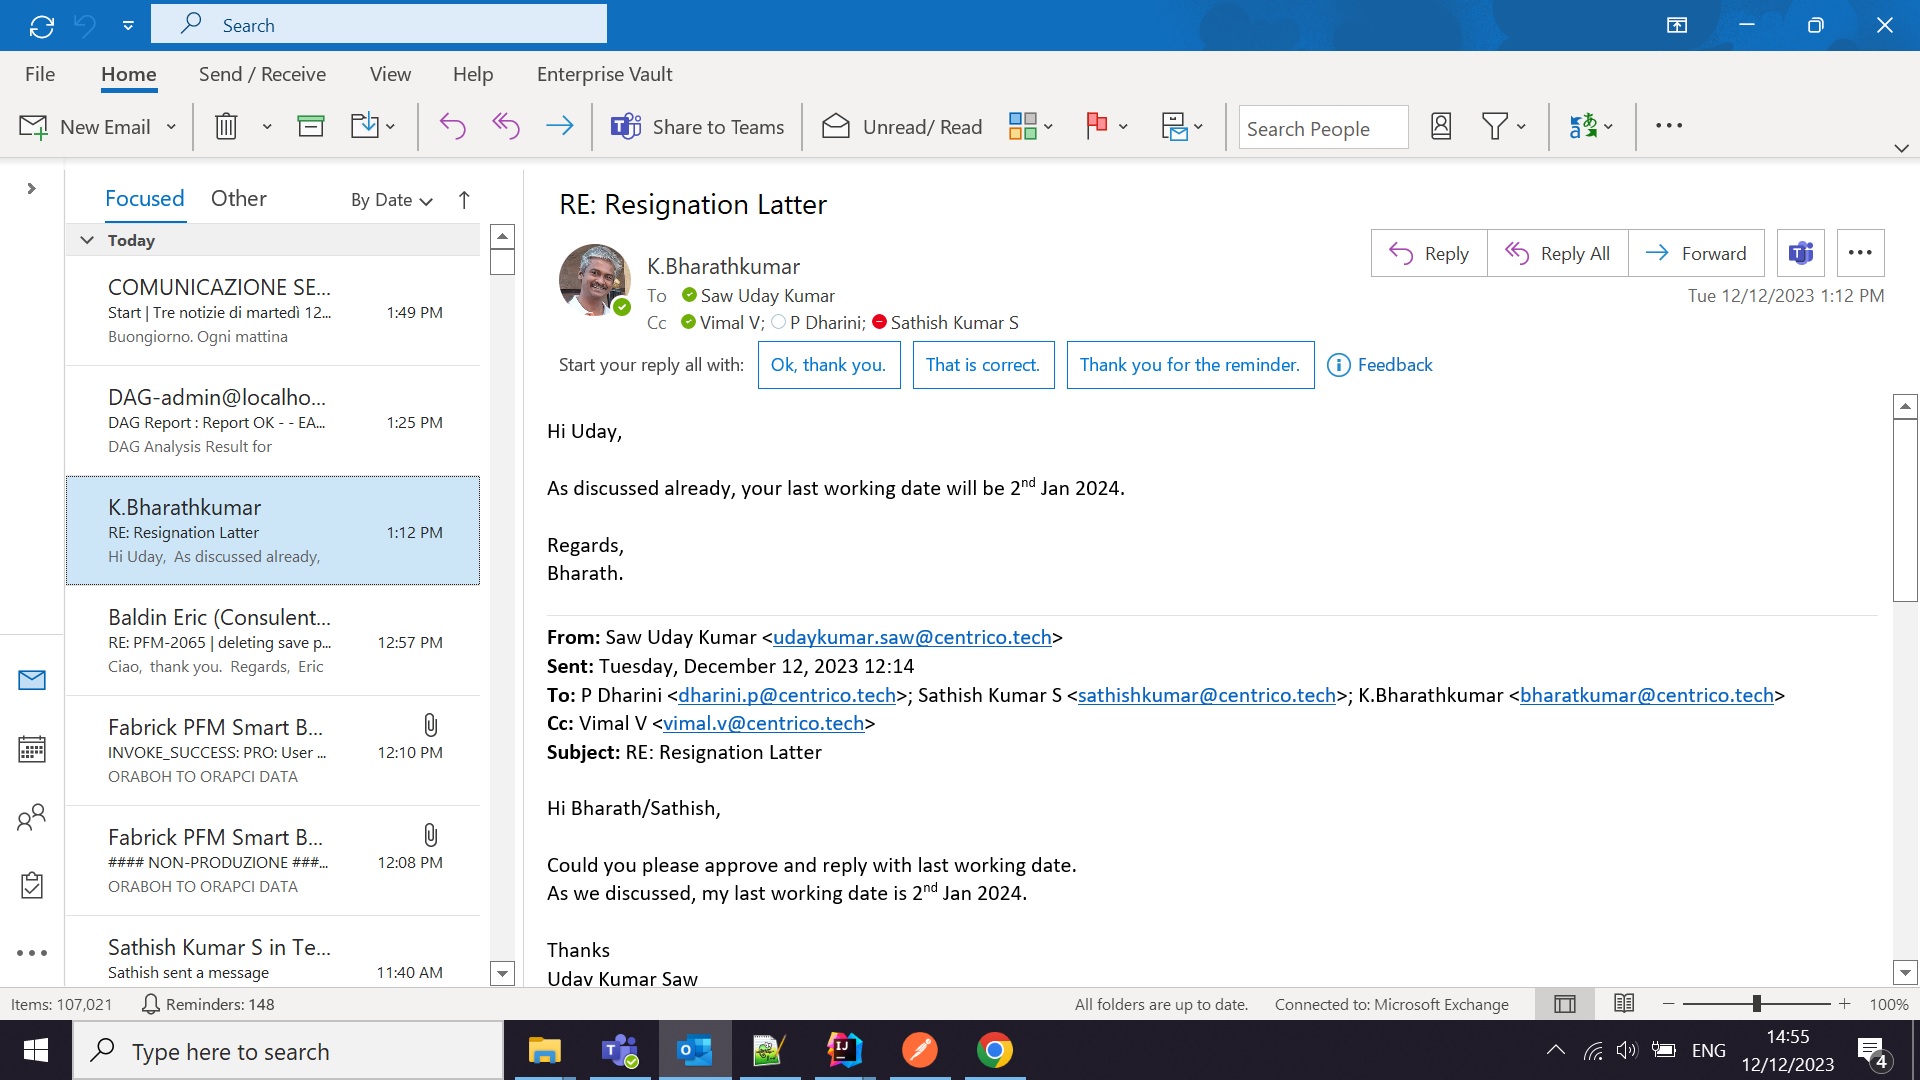 Search
File Home Send / Receive View Help Enterprise Vault
New Email Share to Teams Unread/ Read Search People
Focused Other By Date
Today
COMUNICAZIONE SE...
Start | Tre notizie di martedì 12... 1:49 PM
Buongiorno. Ogni mattina
DAG-admin@localho...
DAG Report : Report OK - - EA... 1:25 PM
DAG Analysis Result for
K.Bharathkumar
RE: Resignation Latter 1:12 PM
Hi Uday, As discussed already,
Baldin Eric (Consulent...
RE: PFM-2065 | deleting save p... 12:57 PM
Ciao, thank you. Regards, Eric
Fabrick PFM Smart B...
INVOKE_SUCCESS: PRO: User ... 12:10 PM
ORABOH TO ORAPCI DATA
Fabrick PFM Smart B...
#### NON-PRODUZIONE ###... 12:08 PM
ORABOH TO ORAPCI DATA
Sathish Kumar S in Te...
Sathish sent a message 11:40 AM
RE: Resignation Latter
K.Bharathkumar
To Saw Uday Kumar
Cc Vimal V; P Dharini; Sathish Kumar S
Reply Reply All Forward
Tue 12/12/2023 1:12 PM
Start your reply all with: Ok, thank you. That is correct. Thank you for the reminder. Feedback
Hi Uday,
As discussed already, your last working date will be 2nd Jan 2024.
Regards,
Bharath.
From: Saw Uday Kumar <udaykumar.saw@centrico.tech>
Sent: Tuesday, December 12, 2023 12:14
To: P Dharini <dharini.p@centrico.tech>; Sathish Kumar S <sathishkumar@centrico.tech>; K.Bharathkumar <bharatkumar@centrico.tech>
Cc: Vimal V <vimal.v@centrico.tech>
Subject: RE: Resignation Latter
Hi Bharath/Sathish,
Could you please approve and reply with last working date.
As we discussed, my last working date is 2nd Jan 2024.
Thanks
Uday Kumar Saw
Items: 107,021 Reminders: 148 All folders are up to date. Connected to: Microsoft Exchange 100%
Type here to search
ENG
14:55
12/12/2023
4